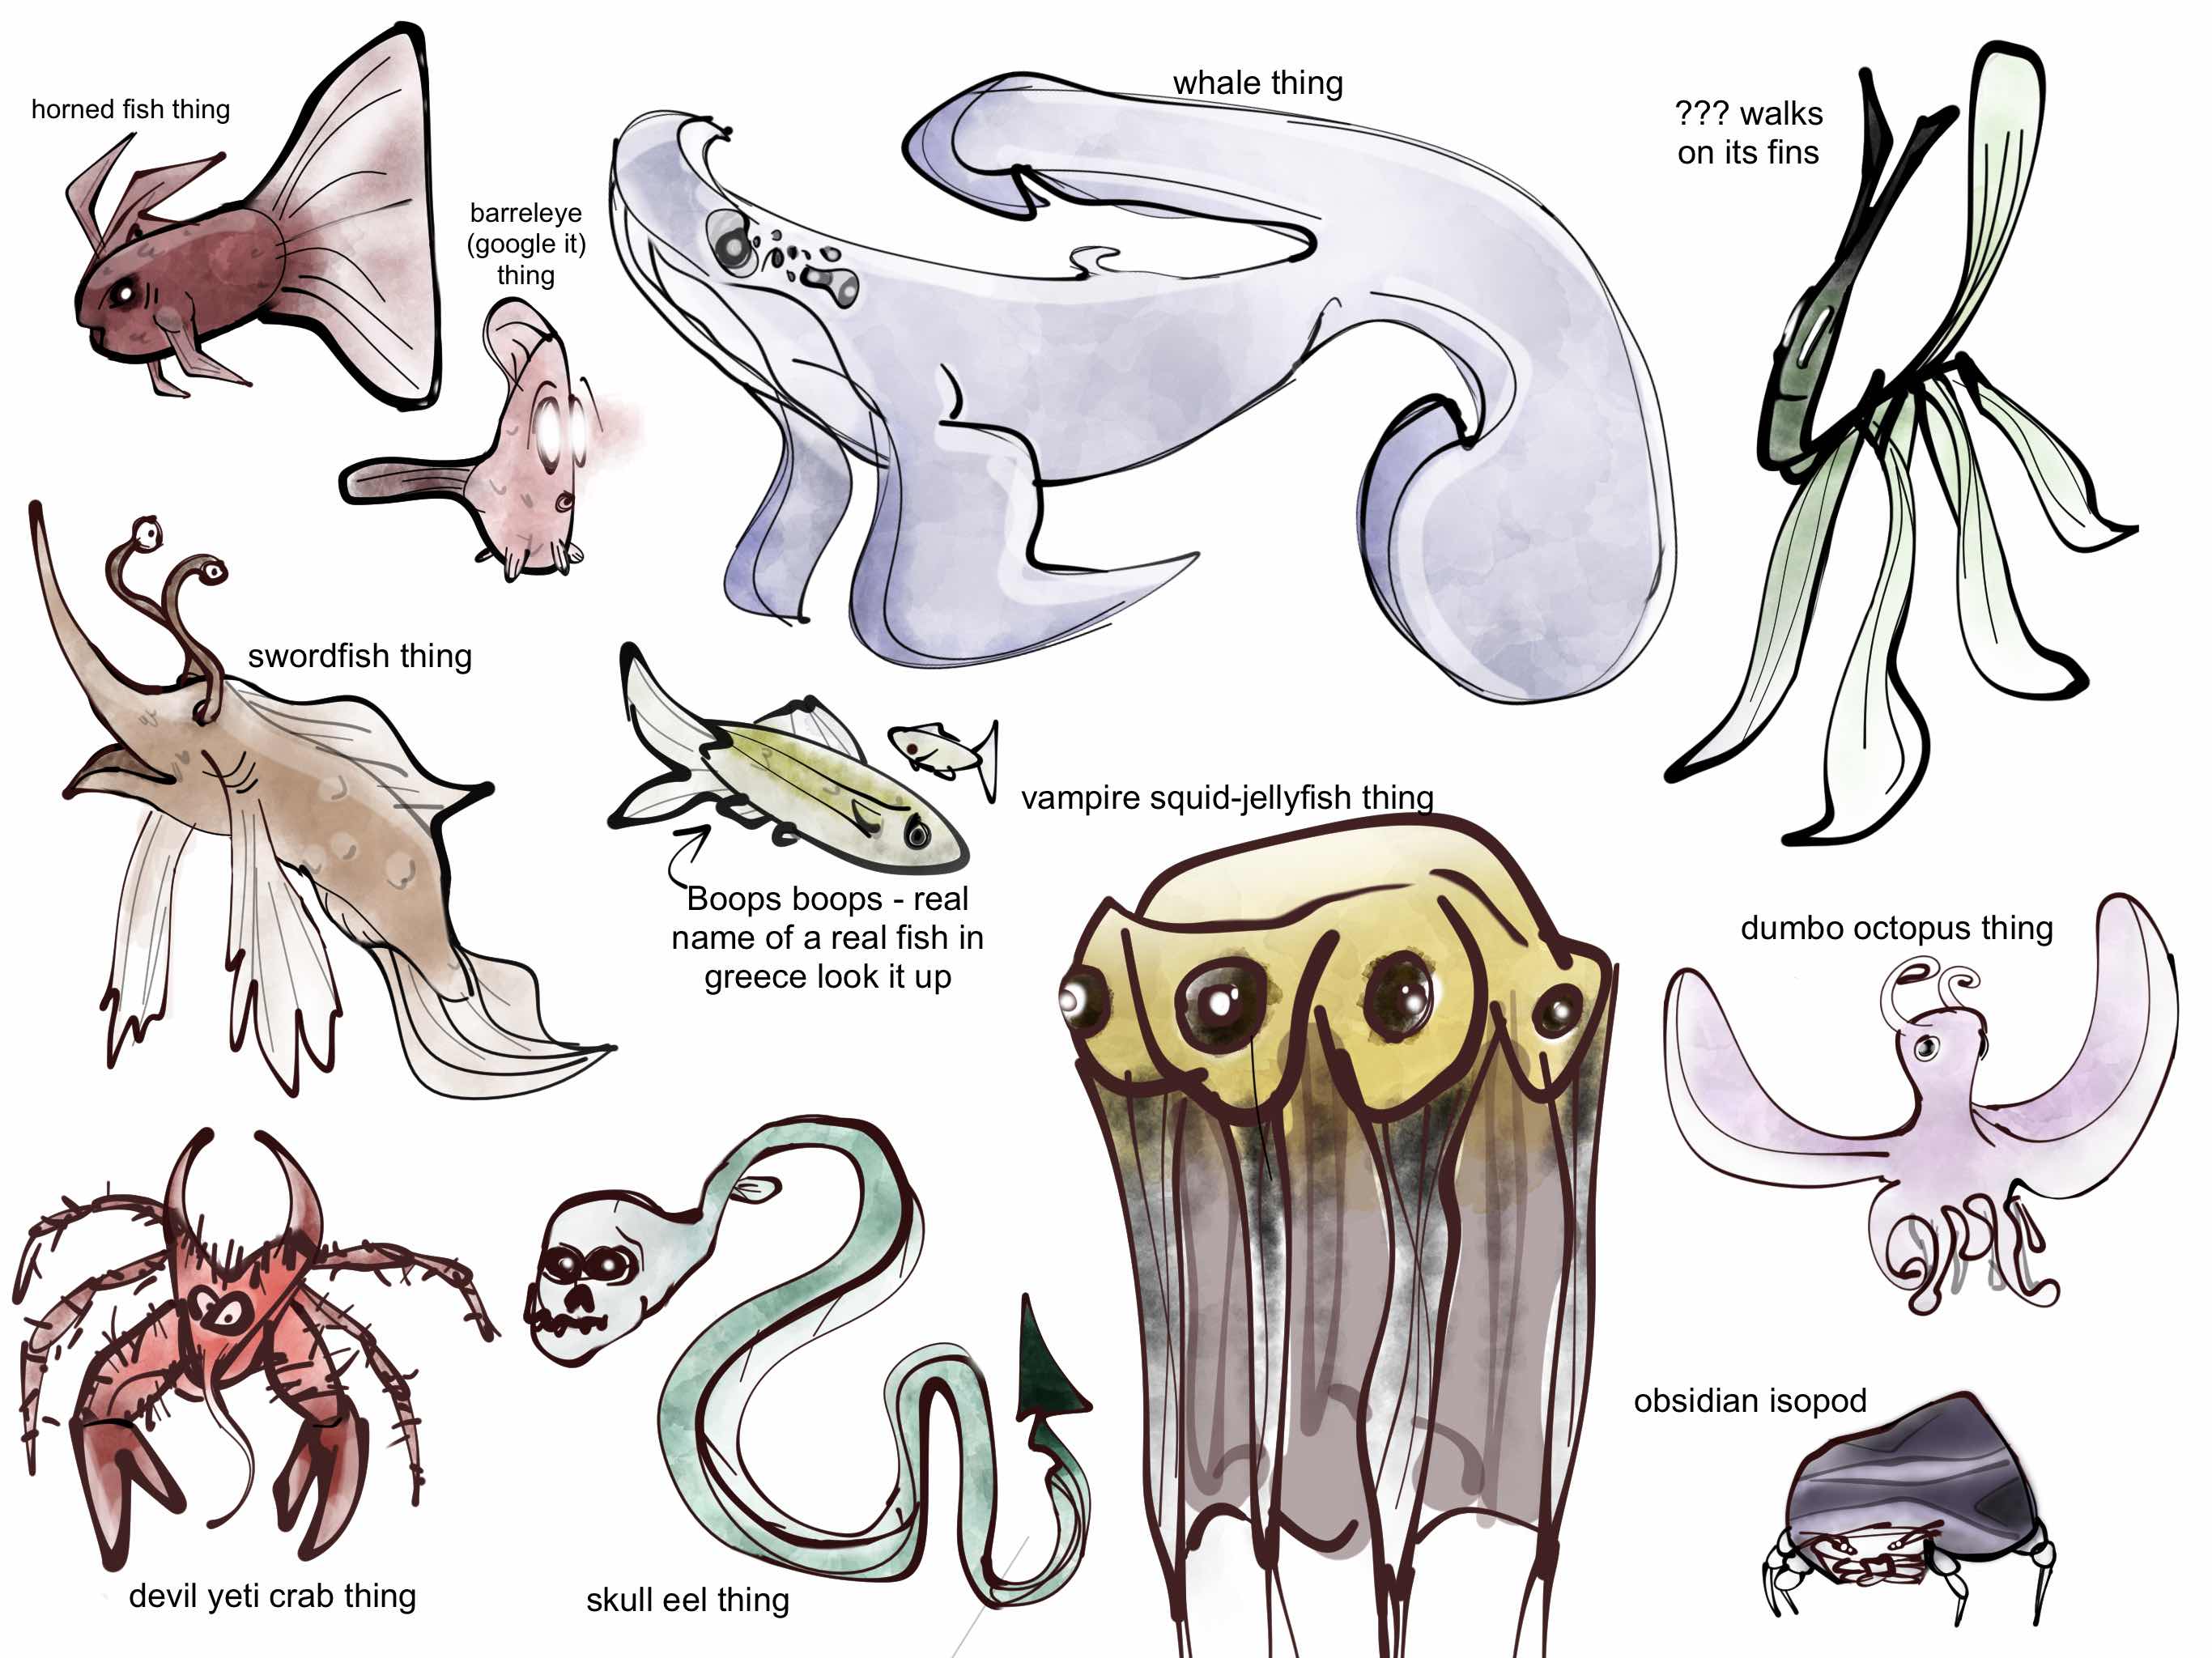 horned fish thing
barreleye
(google it)
thing
whale thing
??? walks
on its fins
swordfish thing
Boops boops - real
name of a real fish in
greece look it up
vampire squid-jellyfish thing
dumbo octopus thing
devil yeti crab thing
skull eel thing
obsidian isopod